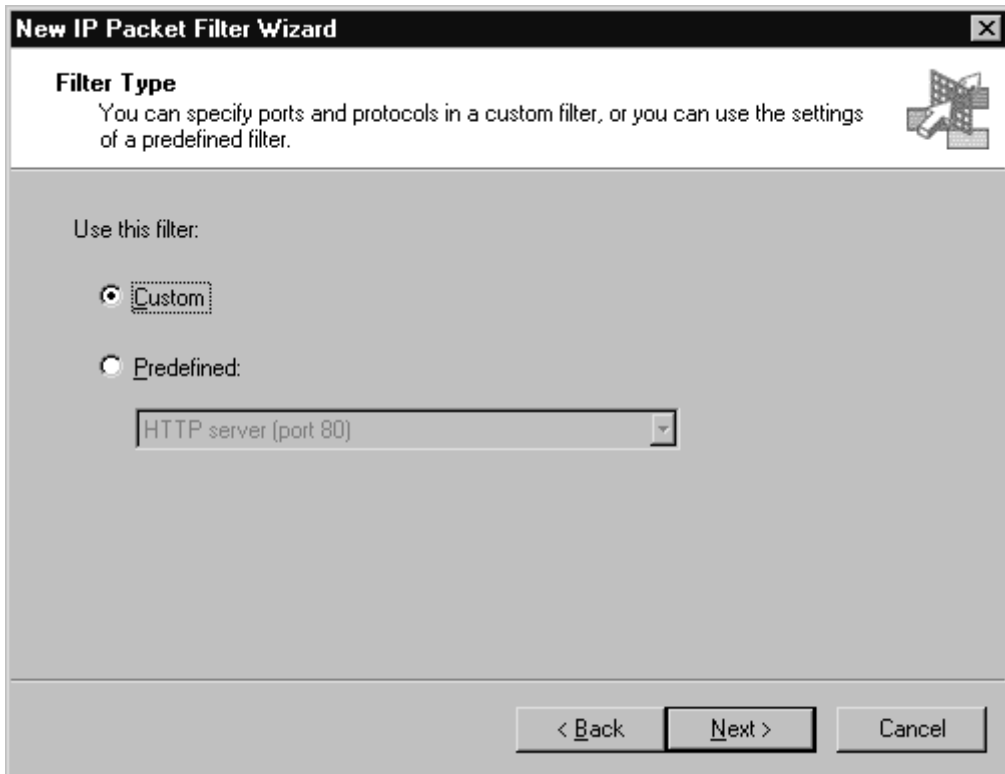 New IP Packet Filter Wizard
Filter Type
You can specify ports and protocols in a custom filter, or you can use the settings
of a predefined filter.
Use this filter:
Custom
Predefined:
HTTP server (port 80)
< Back
Next >
Cancel